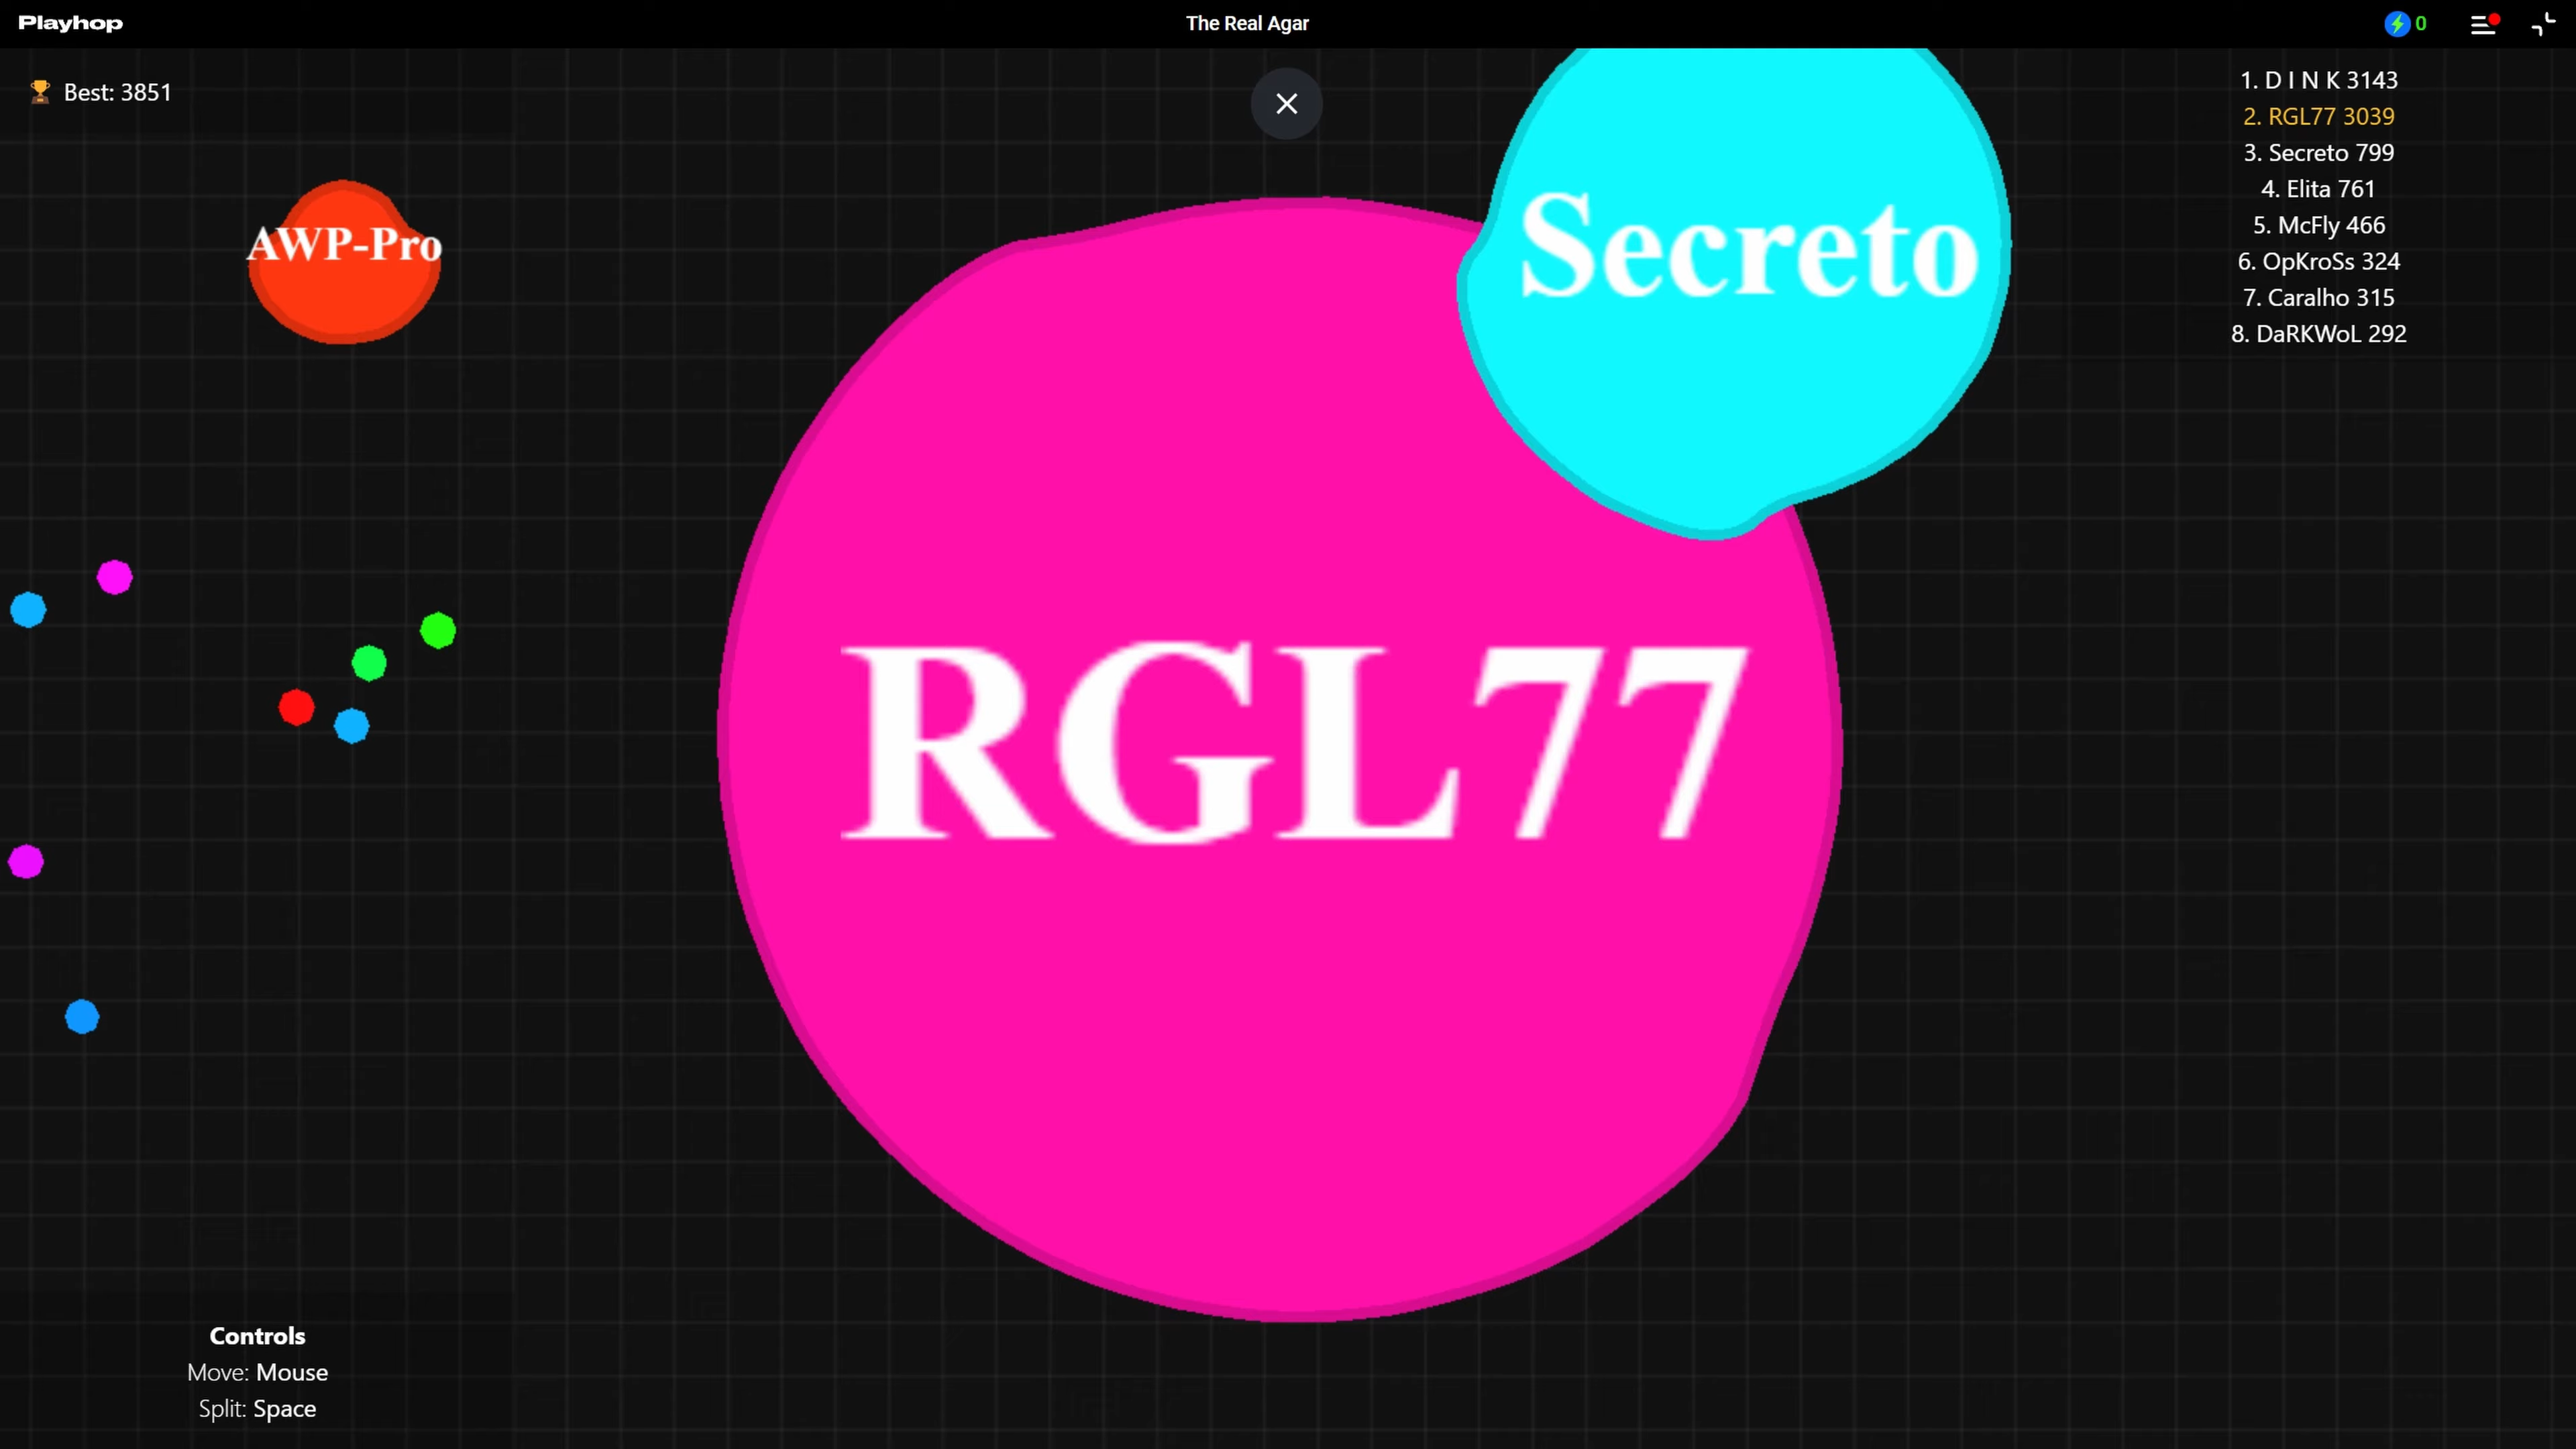 Playhop
The Real Agar
0
Best: 3851
1. D I N K 3143
2. RGL77 3039
3. Secreto 799
4. Elita 761
5. McFly 466
6. OpKroSs 324
7. Caralho 315
8. DaRKWoL 292
AWP-Pro
Secreto
RGL77
Controls
Move: Mouse
Split: Space